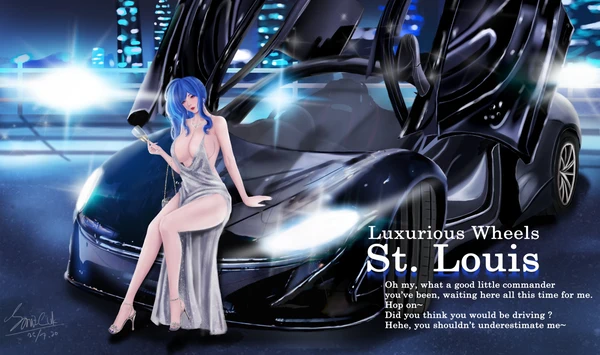 Luxurious Wheels
St. Louis
Oh my, what a good little commander
you've been, waiting here all this time for me.
Hop on~
Did you think you would be driving ?
Hehe, you shouldn't underestimate me~